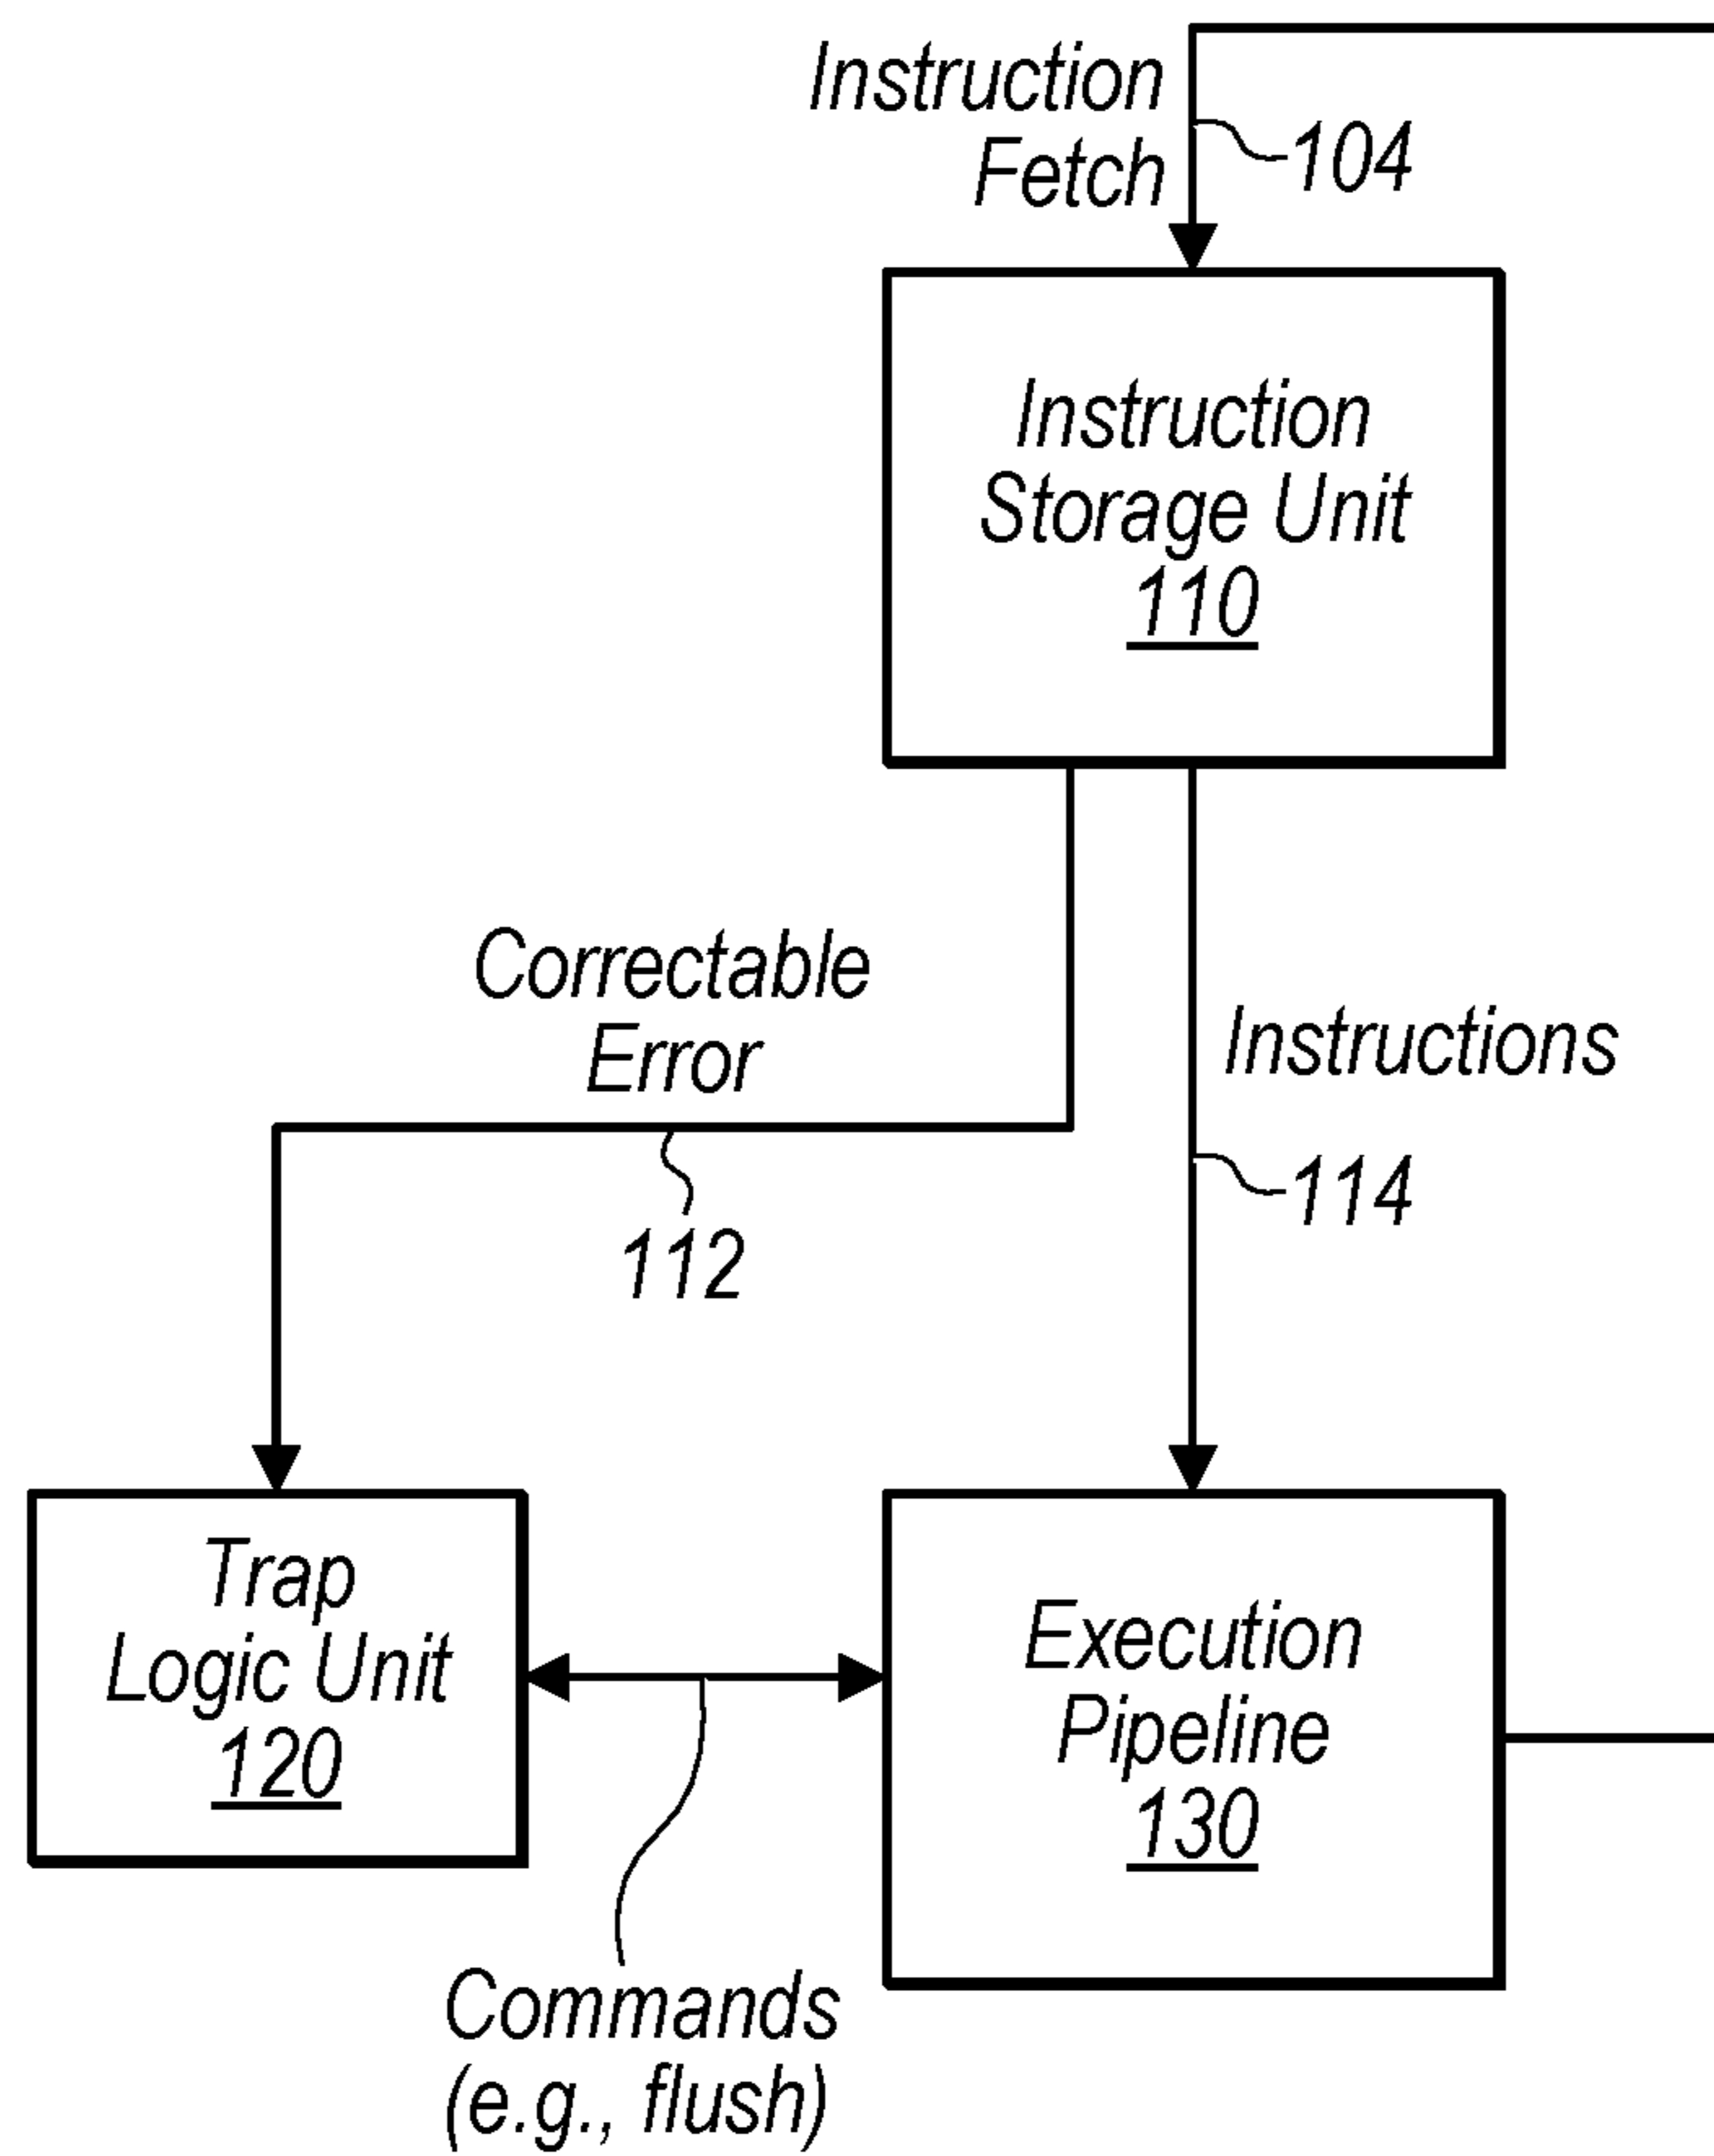 Instruction
Fetch
104
Instruction
Storage Unit
110
Correctable
Error
Instructions
114
112
Trap
Logic Unit
120
Execution
Pipeline
130
Commands
(e.g., flush)